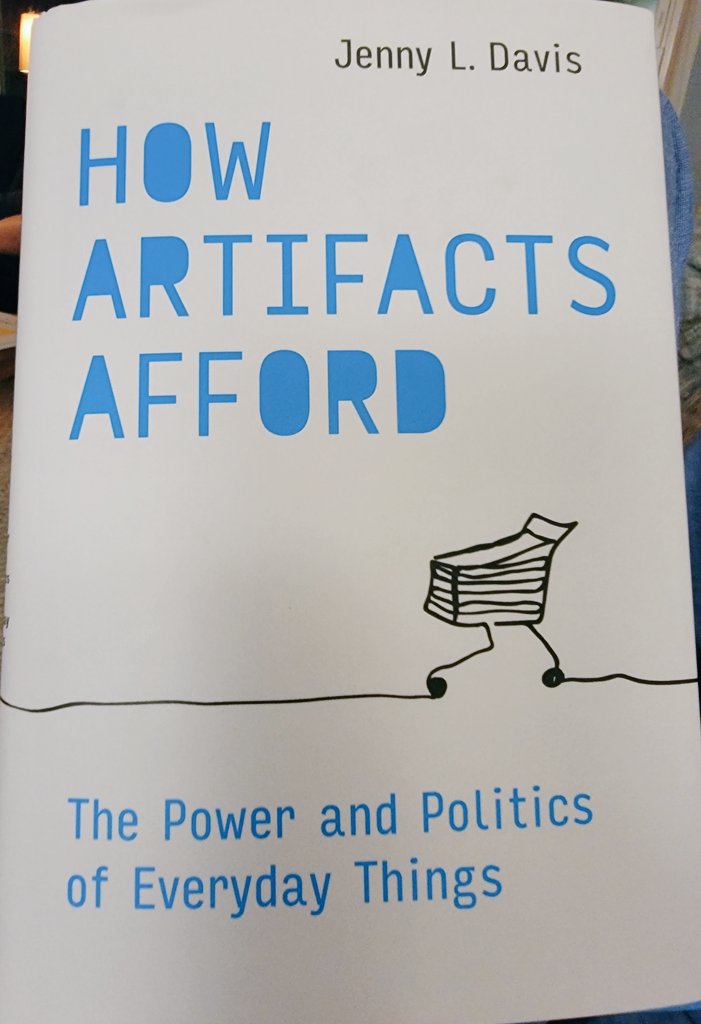 Jenny L. Davis
HOW
ARTIFACTS
AFFORD
The Power and Politics
of Everyday Things